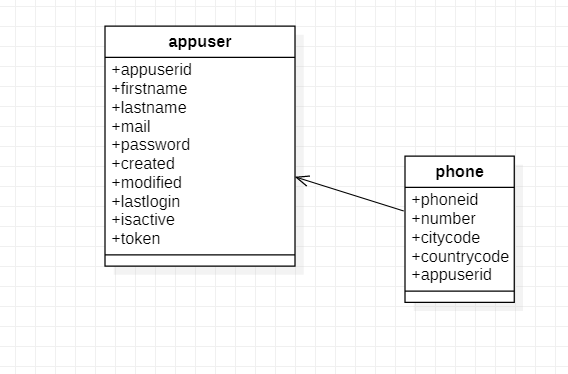 appuser
+appuserid
+firstname
+lastname
+mail
+password
+created
+modified
+lastlogin
+isactive
+token
phone
+phoneid
+number
+citycode
+countrycode
+appuserid